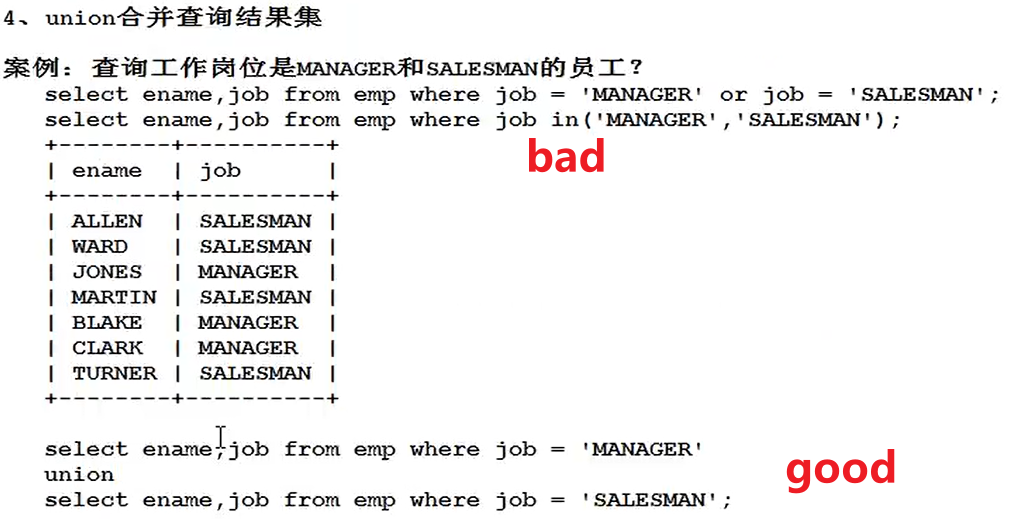 4、union合并查询结果集
案例：查询工作岗位是MANAGER和SALESMAN的员工？
select ename,job from emp where job = 'MANAGER' or job = 'SALESMAN';
select ename,job from emp where job in('MANAGER','SALESMAN');
+--------+----------+
bad
| ename  | job      |
+--------+----------+
| ALLEN  | SALESMAN |
| WARD   | SALESMAN |
| JONES  | MANAGER  |
| MARTIN | SALESMAN |
| BLAKE  | MANAGER  |
| CLARK  | MANAGER  |
| TURNER | SALESMAN |
+--------+----------+
select ename,job from emp where job = 'MANAGER'
union
good
select ename,job from emp where job = 'SALESMAN';